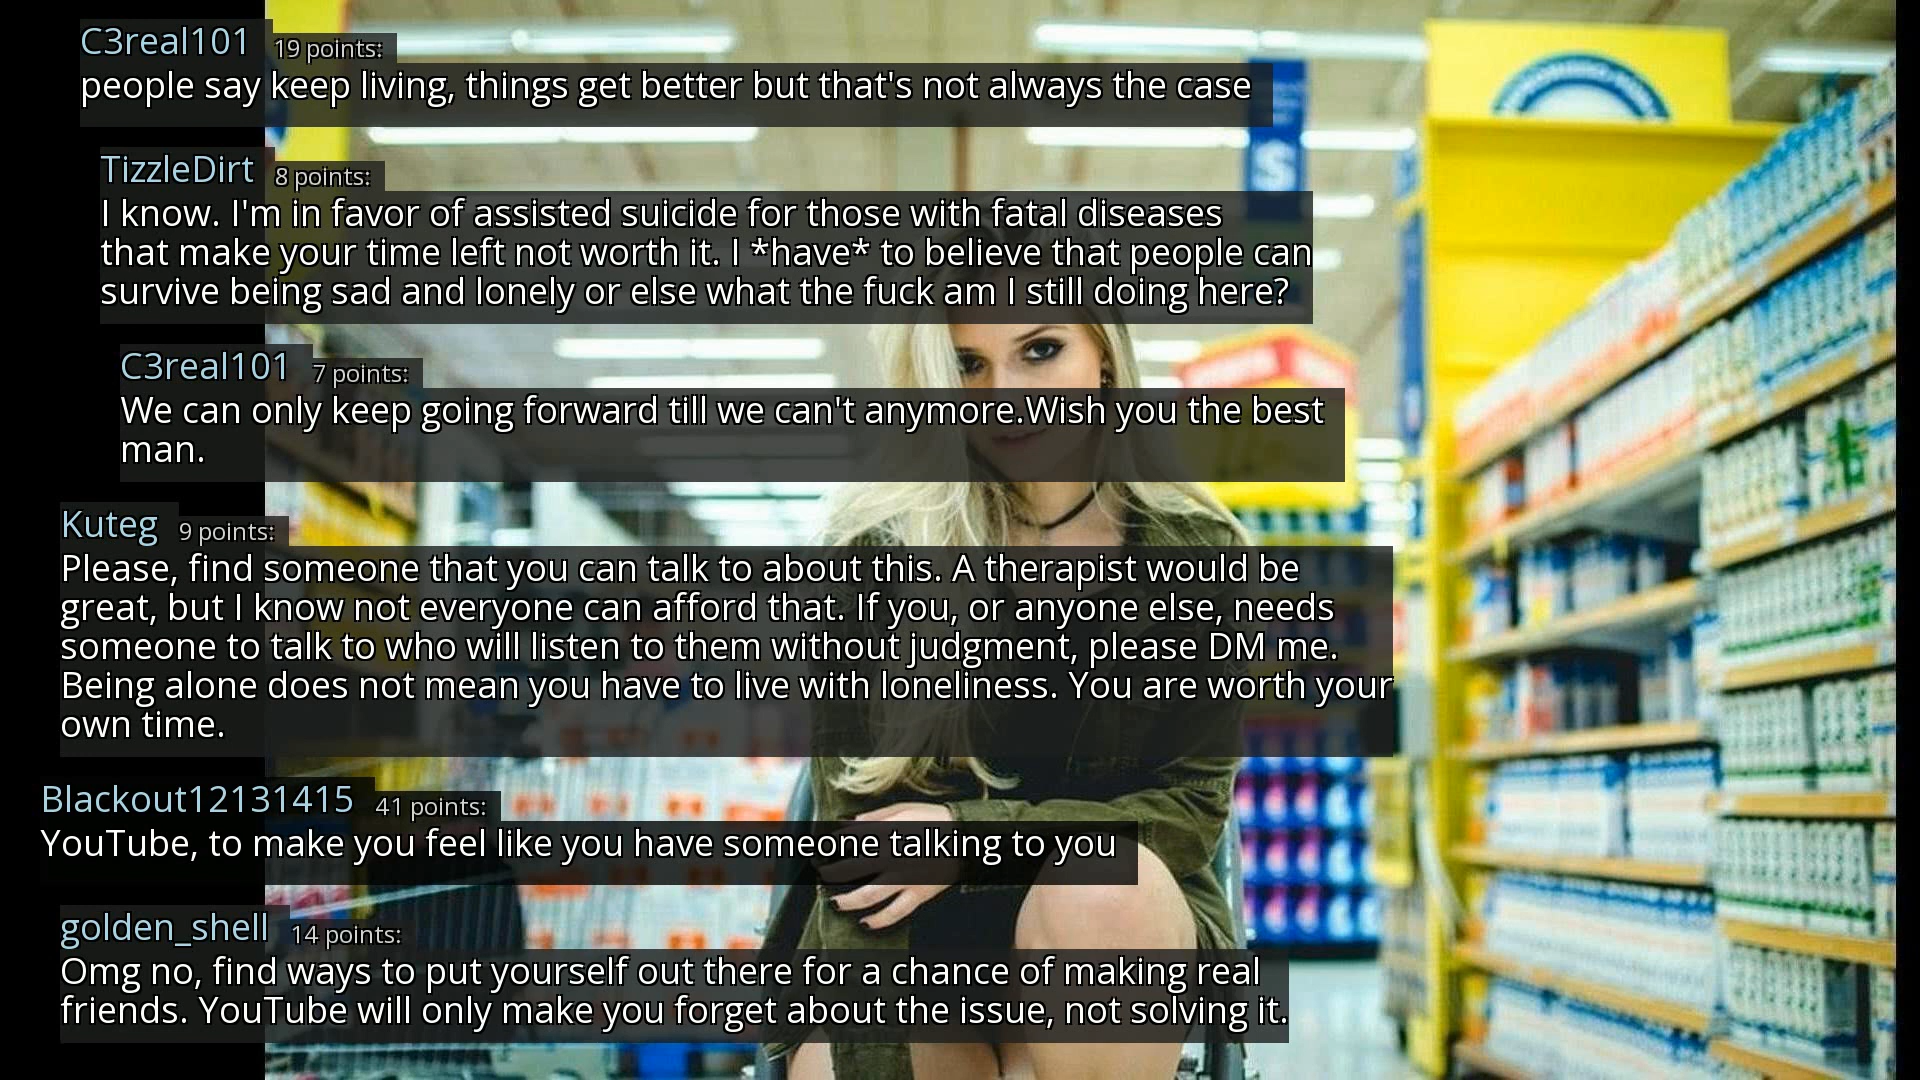 C3real101 19 points:
people say keep living, things get better but that's not always the case
TizzleDirt 8 points:
I know. I'm in favor of assisted suicide for those with fatal diseases
that make your time left not worth it. I *have* to believe that people can
survive being sad and lonely or else what the fuck am I still doing here?
C3real101 7 points:
We can only keep going forward till we can't anymore.Wish you the best
man.
Kuteg 9 points:
Please, find someone that you can talk to about this. A therapist would be
great, but I know not everyone can afford that. If you, or anyone else, needs
someone to talk to who will listen to them without judgment, please DM me.
Being alone does not mean you have to live with loneliness. You are worth your
own time.
Blackout12131415 41 points:
YouTube, to make you feel like you have someone talking to you
golden_shell 14 points:
Omg no, find ways to put yourself out there for a chance of making real
friends. YouTube will only make you forget about the issue, not solving it.